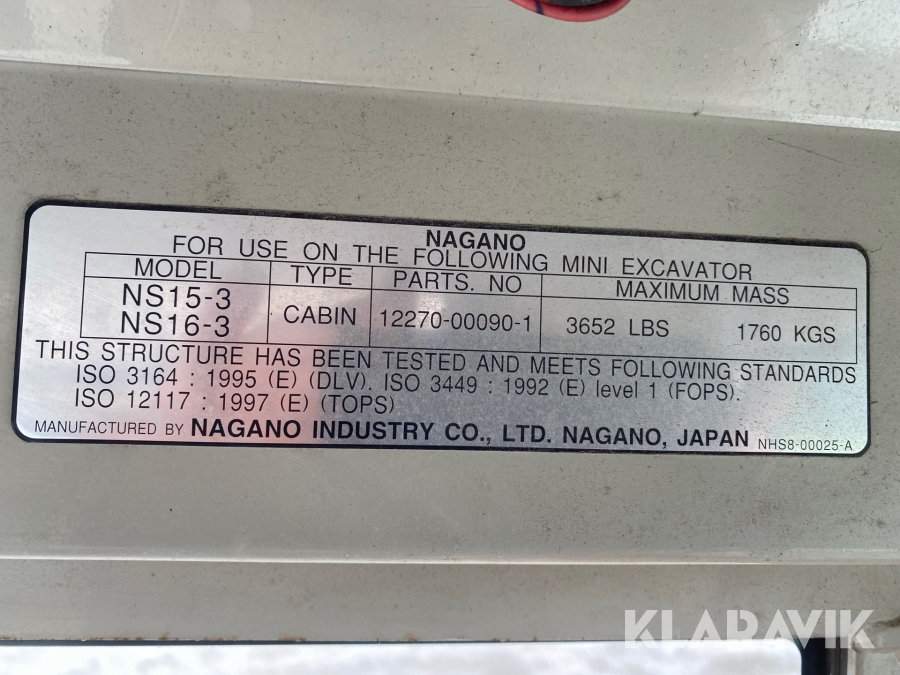 NAGANO
FOR USE ON THE FOLLOWING MINI EXCAVATOR
MODEL TYPE PARTS. NO MAXIMUM MASS
NS15-3
NS16-3 CABIN 12270-00090-1 3652 LBS 1760 KGS
THIS STRUCTURE HAS BEEN TESTED AND MEETS FOLLOWING STANDARDS
ISO 3164 : 1995 (E) (DLV). ISO 3449 : 1992 (E) level 1 (FOPS).
ISO 12117 : 1997 (E) (TOPS)
MANUFACTURED BY NAGANO INDUSTRY CO., LTD. NAGANO, JAPAN NHS8-00025-A
KLARAVIK